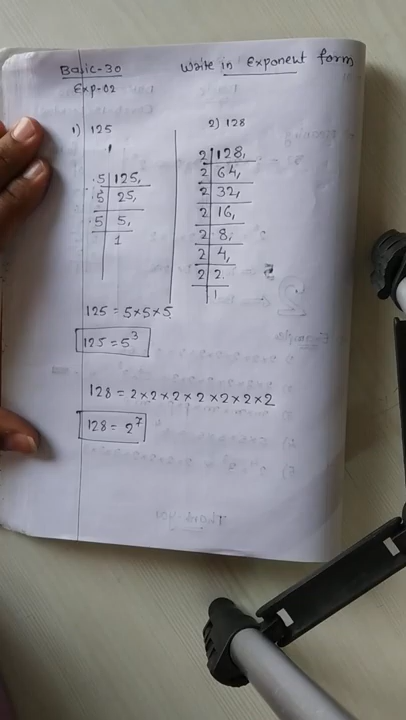 Basic-30 Write in Exponent form
Exp-02
1) 125
5 | 125,
5 | 25,
5 | 5,
1
2) 128
2 | 128,
2 | 64,
2 | 32,
2 | 16,
2 | 8,
2 | 4,
2 | 2
1
125 = 5×5×5
125 = 5³
128 = 2×2×2×2×2×2×2
128 = 2⁷